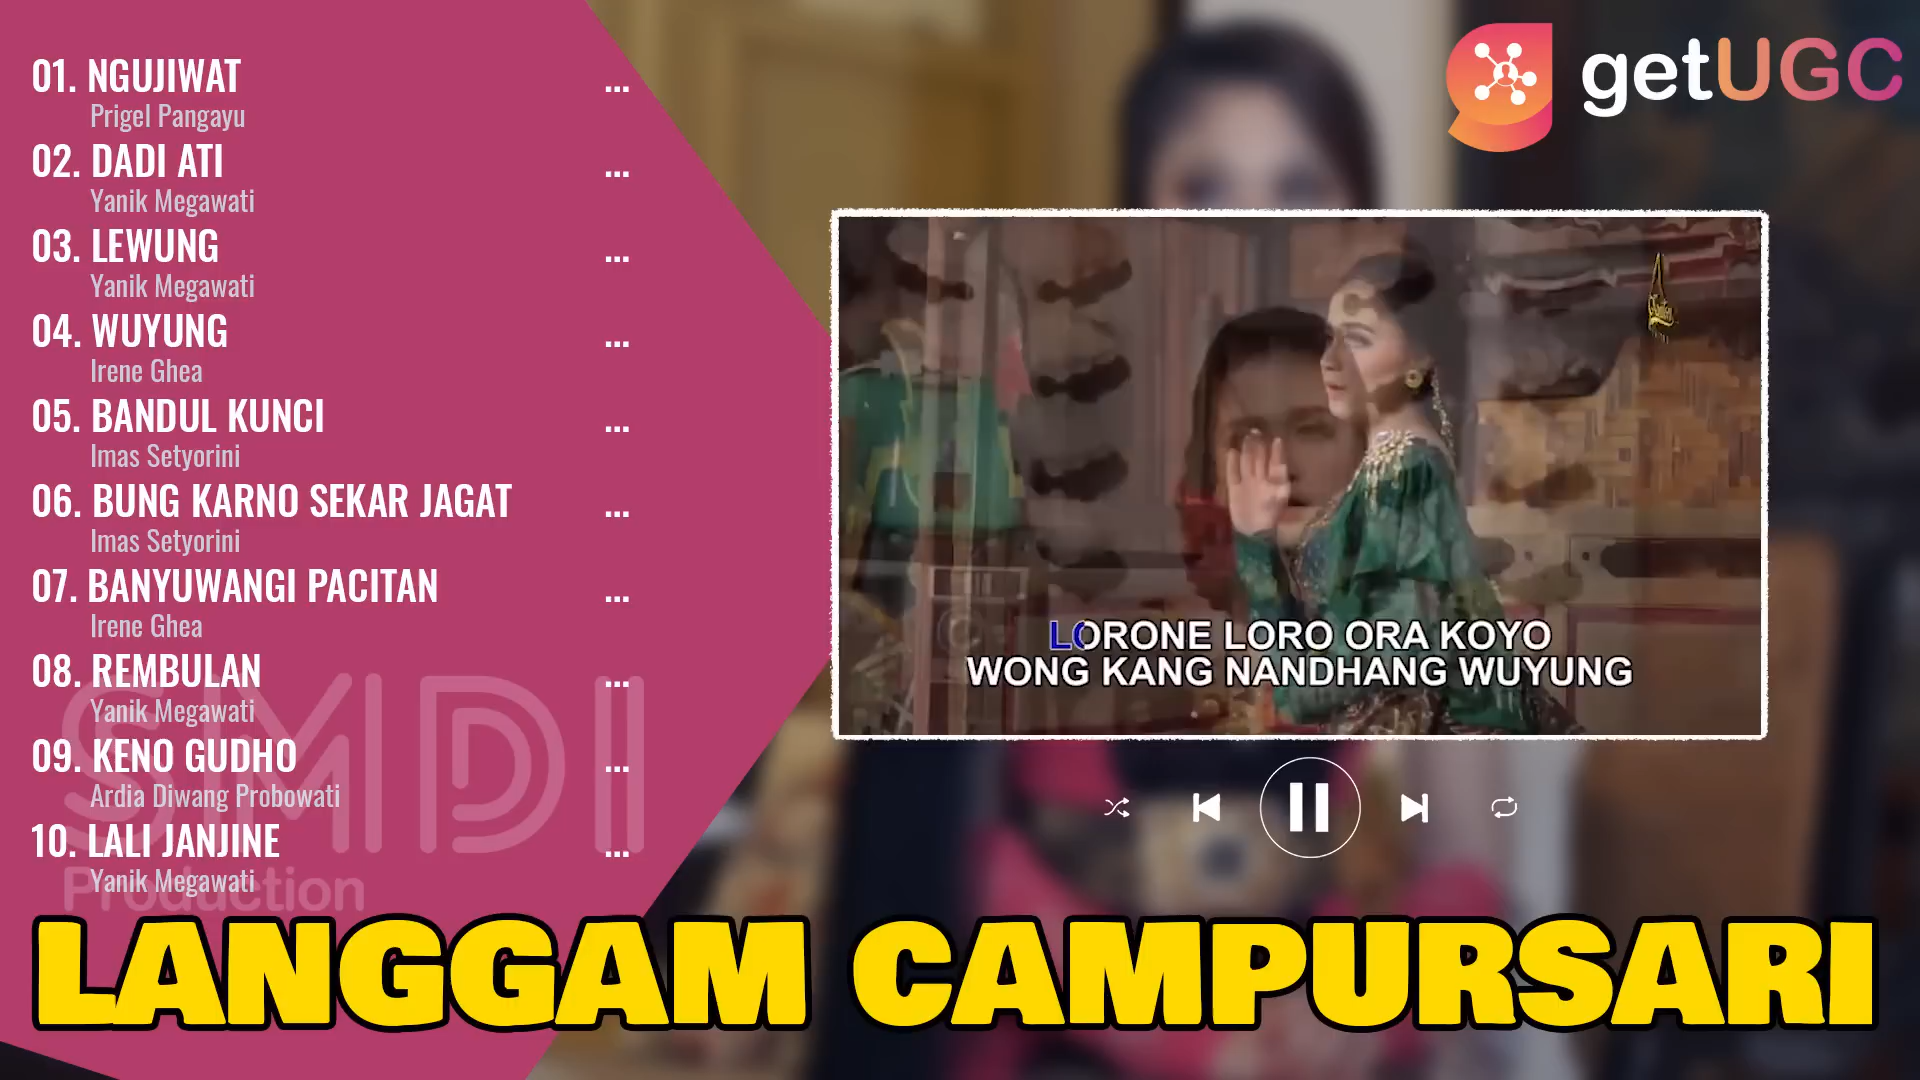 01. NGUJIWAT ...
Prigel Pangayu
02. DADI ATI ...
Yanik Megawati
03. LEWUNG ...
Yanik Megawati
04. WUYUNG ...
Irene Ghea
05. BANDUL KUNCI ...
Imas Setyorini
06. BUNG KARNO SEKAR JAGAT ...
Imas Setyorini
07. BANYUWANGI PACITAN ...
Irene Ghea
08. REMBULAN ...
Yanik Megawati
09. KENO GUDHO ...
Ardia Diwang Probowati
10. LALI JANJINE ...
Yanik Megawati
SMDI
Production
getUGC
LORONE LORO ORA KOYO
WONG KANG NANDHANG WUYUNG
LANGGAM CAMPURSARI